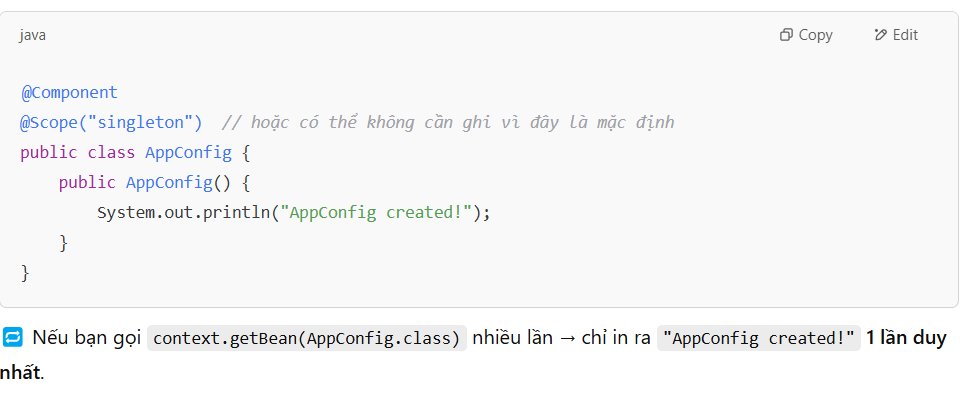 java
Copy
Edit
@Component
@Scope("singleton")  // hoặc có thể không cần ghi vì đây là mặc định
public class AppConfig {
    public AppConfig() {
        System.out.println("AppConfig created!");
    }
}
Nếu bạn gọi context.getBean(AppConfig.class) nhiều lần → chỉ in ra "AppConfig created!" 1 lần duy
nhất.